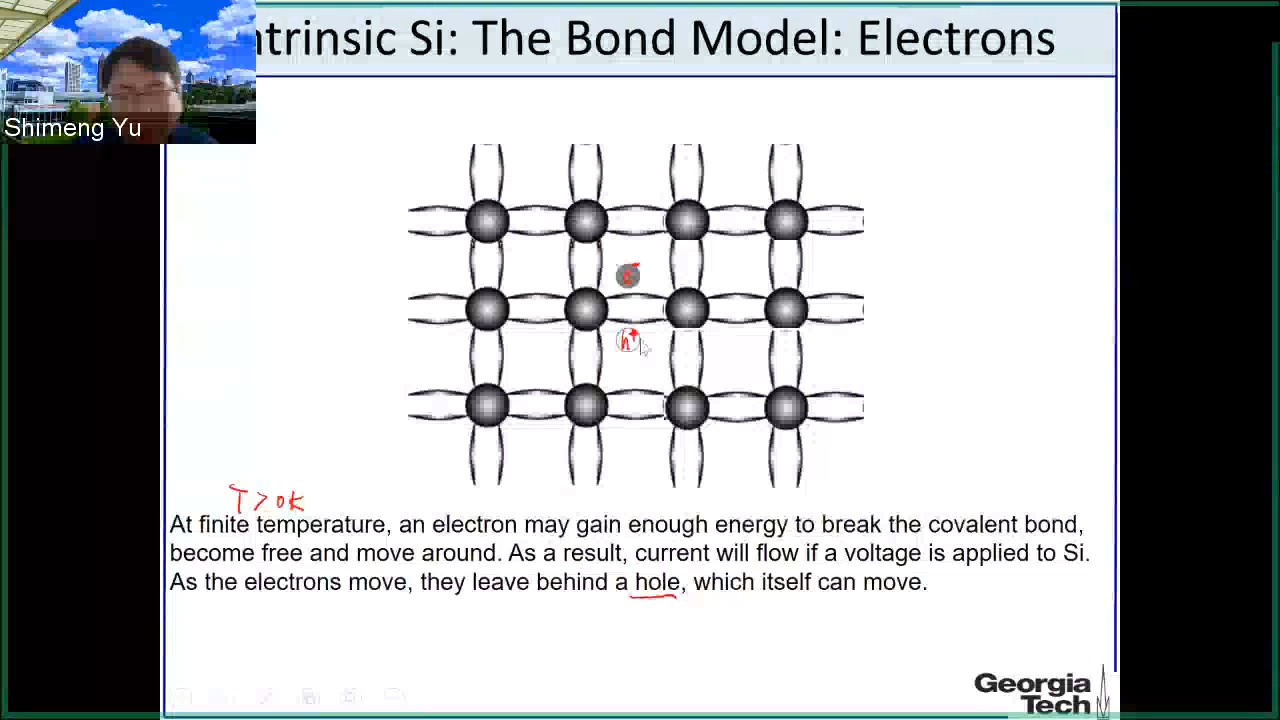 ntrinsic Si: The Bond Model: Electrons
Shimeng Yu
e-
h+
T > 0K
At finite temperature, an electron may gain enough energy to break the covalent bond,
become free and move around. As a result, current will flow if a voltage is applied to Si.
As the electrons move, they leave behind a hole, which itself can move.
Georgia
Tech